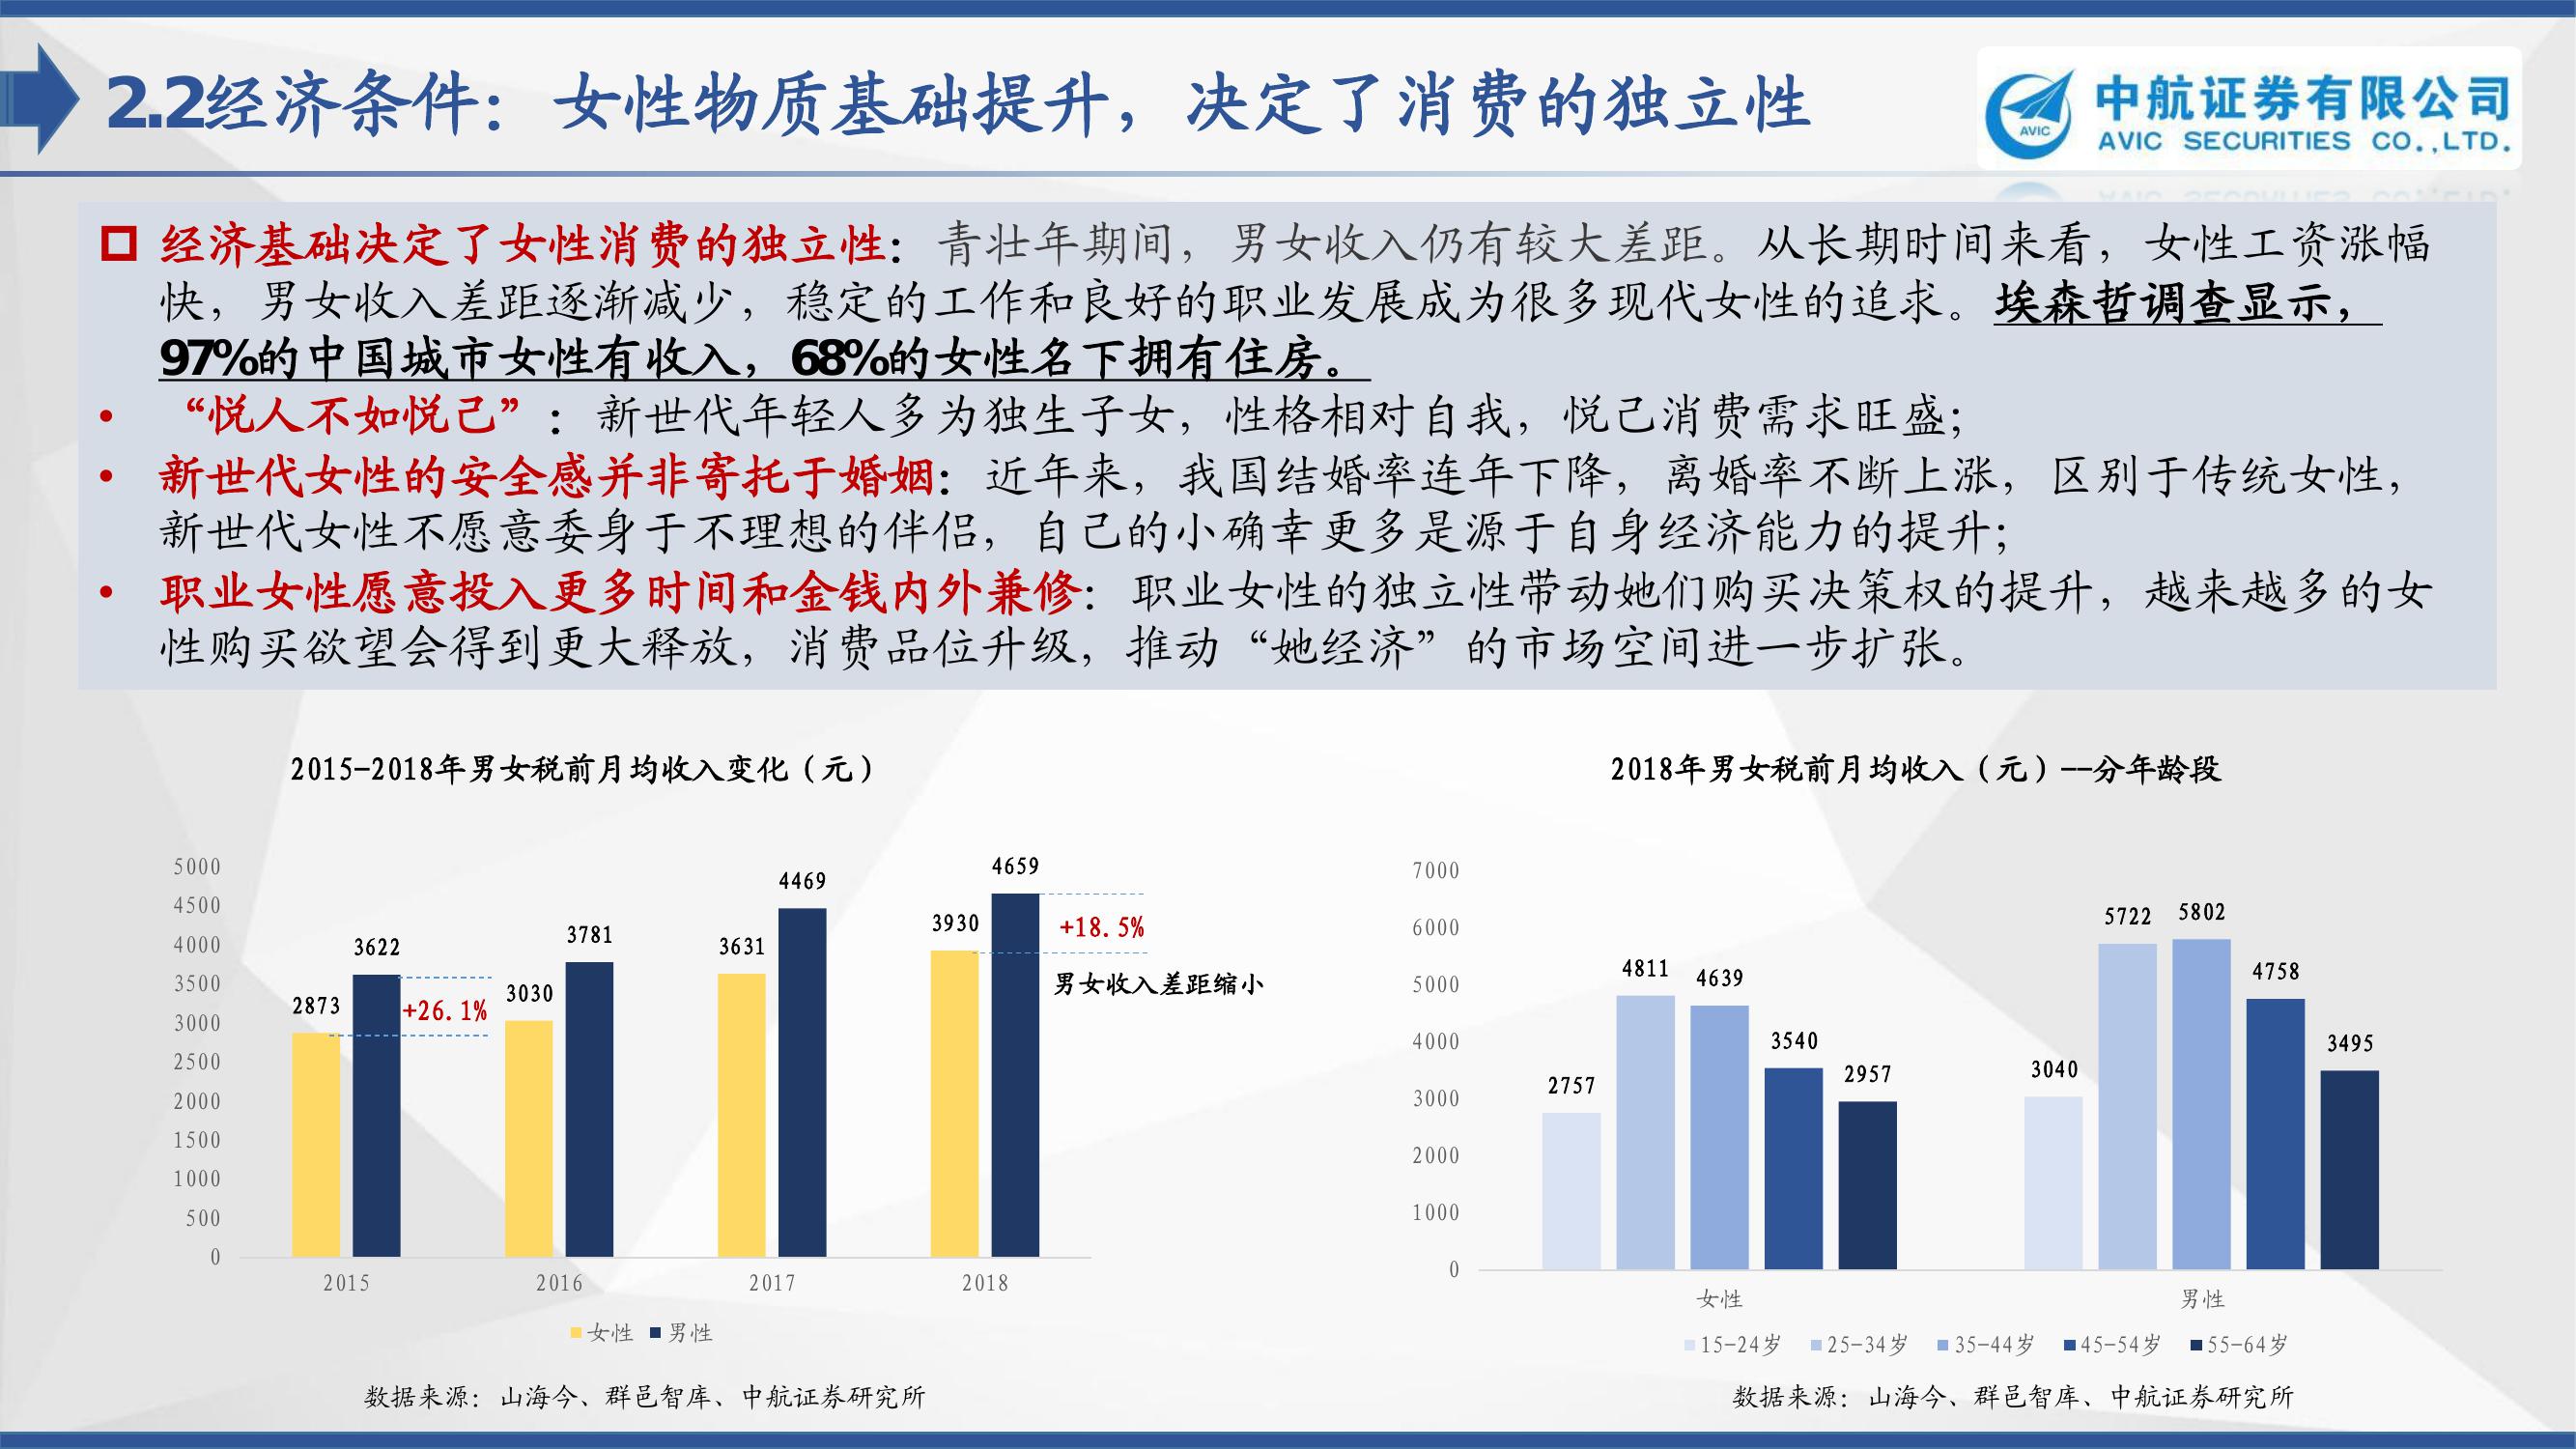 2.2经济条件：女性物质基础提升，决定了消费的独立性
中航证券有限公司
AVIC SECURITIES CO.,LTD.
AVIC
经济基础决定了女性消费的独立性：青壮年期间，男女收入仍有较大差距。从长期时间来看，女性工资涨幅
快，男女收入差距逐渐减少，稳定的工作和良好的职业发展成为很多现代女性的追求。埃森哲调查显示，
97%的中国城市女性有收入，68%的女性名下拥有住房。
• “悦人不如悦己”：新世代年轻人多为独生子女，性格相对自我，悦己消费需求旺盛；
• 新世代女性的安全感并非寄托于婚姻：近年来，我国结婚率连年下降，离婚率不断上涨，区别于传统女性，
新世代女性不愿意委身于不理想的伴侣，自己的小确幸更多是源于自身经济能力的提升；
• 职业女性愿意投入更多时间和金钱内外兼修：职业女性的独立性带动她们购买决策权的提升，越来越多的女
性购买欲望会得到更大释放，消费品位升级，推动“她经济”的市场空间进一步扩张。
2015-2018年男女税前月均收入变化（元）
5000
4500
4000
3500
3000
2500
2000
1500
1000
500
0
2873
3622
+26.1%
3030
3781
3631
4469
3930
4659
+18.5%
男女收入差距缩小
2015
2016
2017
2018
女性
男性
数据来源：山海今、群邑智库、中航证券研究所
2018年男女税前月均收入（元）--分年龄段
7000
6000
5000
4000
3000
2000
1000
0
2757
4811
4639
3540
2957
3040
5722
5802
4758
3495
女性
男性
15-24岁
25-34岁
35-44岁
45-54岁
55-64岁
数据来源：山海今、群邑智库、中航证券研究所